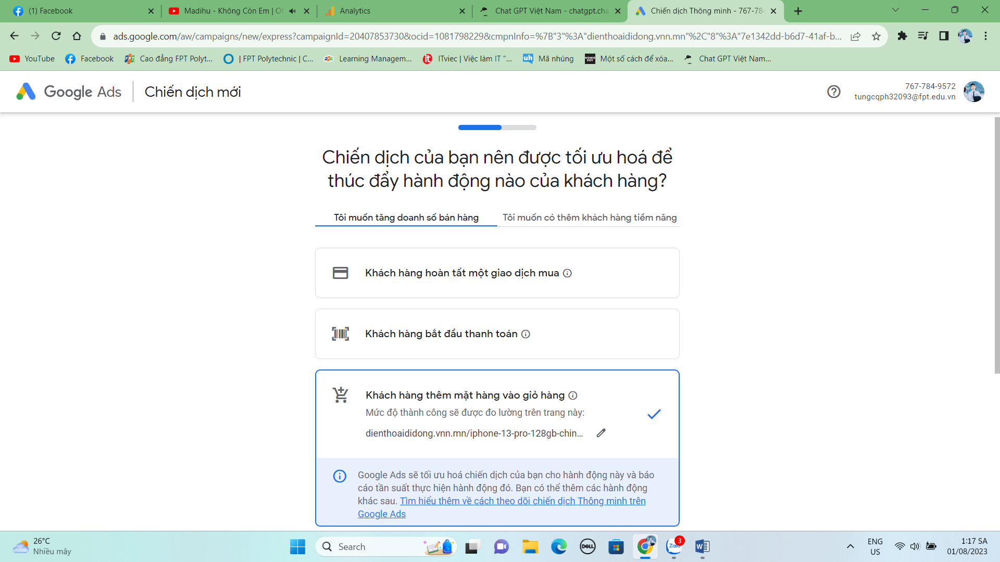 (1) Facebook
Madihu - Không Còn Em | Of
Analytics
Chat GPT Việt Nam - chatgpt.cha
Chiến dịch Thông minh - 767-784
ads.google.com/aw/campaigns/new/express?campaignId=20407853730&ocid=1081798229&cmpnInfo=%7B"3"%3A"dienthoaididong.vnn.mn"%2C"8"%3A"7e1342dd-b6d7-41af-b...
YouTube
Facebook
Cao đẳng FPT Polyt...
| FPT Polytechnic | C...
Learning Managem...
ITviec | Việc làm IT "...
Mã nhúng
Một số cách để xóa...
Chat GPT Việt Nam...
Google Ads
Chiến dịch mới
767-784-9572
tungcqph32093@fpt.edu.vn
Chiến dịch của bạn nên được tối ưu hoá để
thúc đẩy hành động nào của khách hàng?
Tôi muốn tăng doanh số bán hàng
Tôi muốn có thêm khách hàng tiềm năng
Khách hàng hoàn tất một giao dịch mua
Khách hàng bắt đầu thanh toán
Khách hàng thêm mặt hàng vào giỏ hàng
Mức độ thành công sẽ được đo lường trên trang này:
dienthoaididong.vnn.mn/iphone-13-pro-128gb-chin...
Google Ads sẽ tối ưu hoá chiến dịch của bạn cho hành động này và báo
cáo tần suất thực hiện hành động đó. Bạn có thể thêm các hành động
khác sau. Tìm hiểu thêm về cách theo dõi chiến dịch Thông minh trên
Google Ads
26°C
Nhiều mây
Search
DELL
Zalo
3
W
ENG
US
1:17 SA
01/08/2023